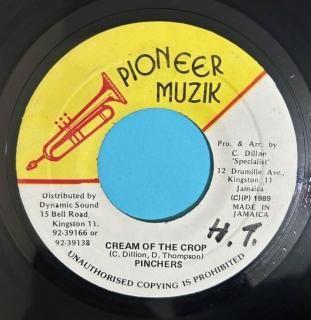 PIONEER
MUZIK
Pro. & Arr. by
C. Dillon
'Specialist'
12 Drumille Ave.,
Kingston 11
Jamaica
(C)(P) 1989
MADE IN
JAMAICA
Distributed by
Dynamic Sound
15 Bell Road,
Kingston 11.
92-39166 or
92-39138
H.T.
CREAM OF THE CROP
(C. Dillion, D. Thompson)
PINCHERS
UNAUTHORISED COPYING IS PROHIBITED